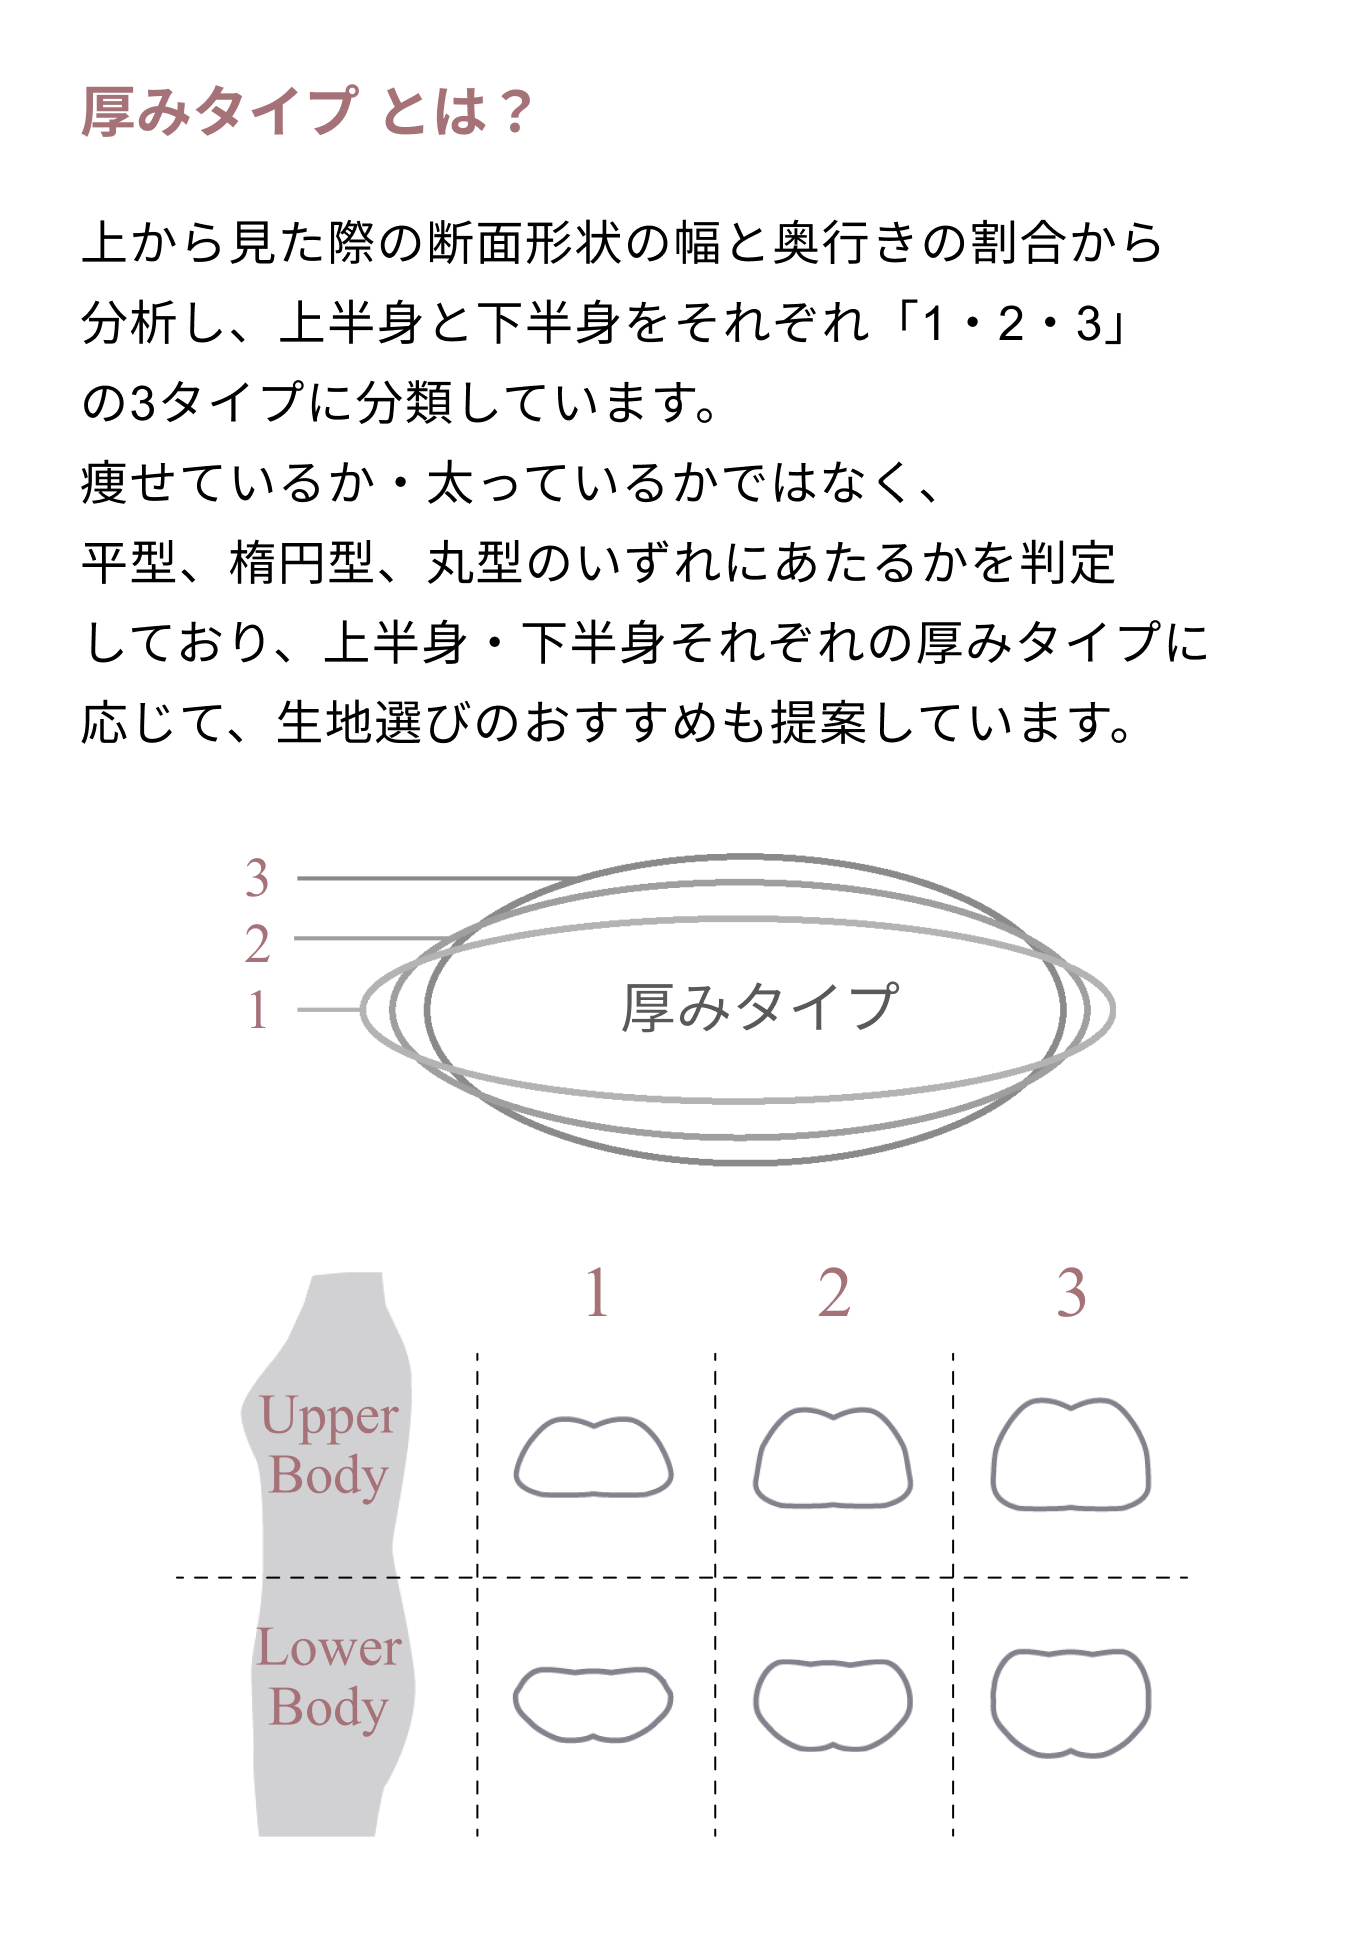 厚みタイプ とは？
上から見た際の断面形状の幅と奥行きの割合から
分析し、上半身と下半身をそれぞれ「1・2・3」
の3タイプに分類しています。
痩せているか・太っているかではなく、
平型、楕円型、丸型のいずれにあたるかを判定
しており、上半身・下半身それぞれの厚みタイプに
応じて、生地選びのおすすめも提案しています。
3
2
1
厚みタイプ
1 2 3
Upper
Body
Lower
Body